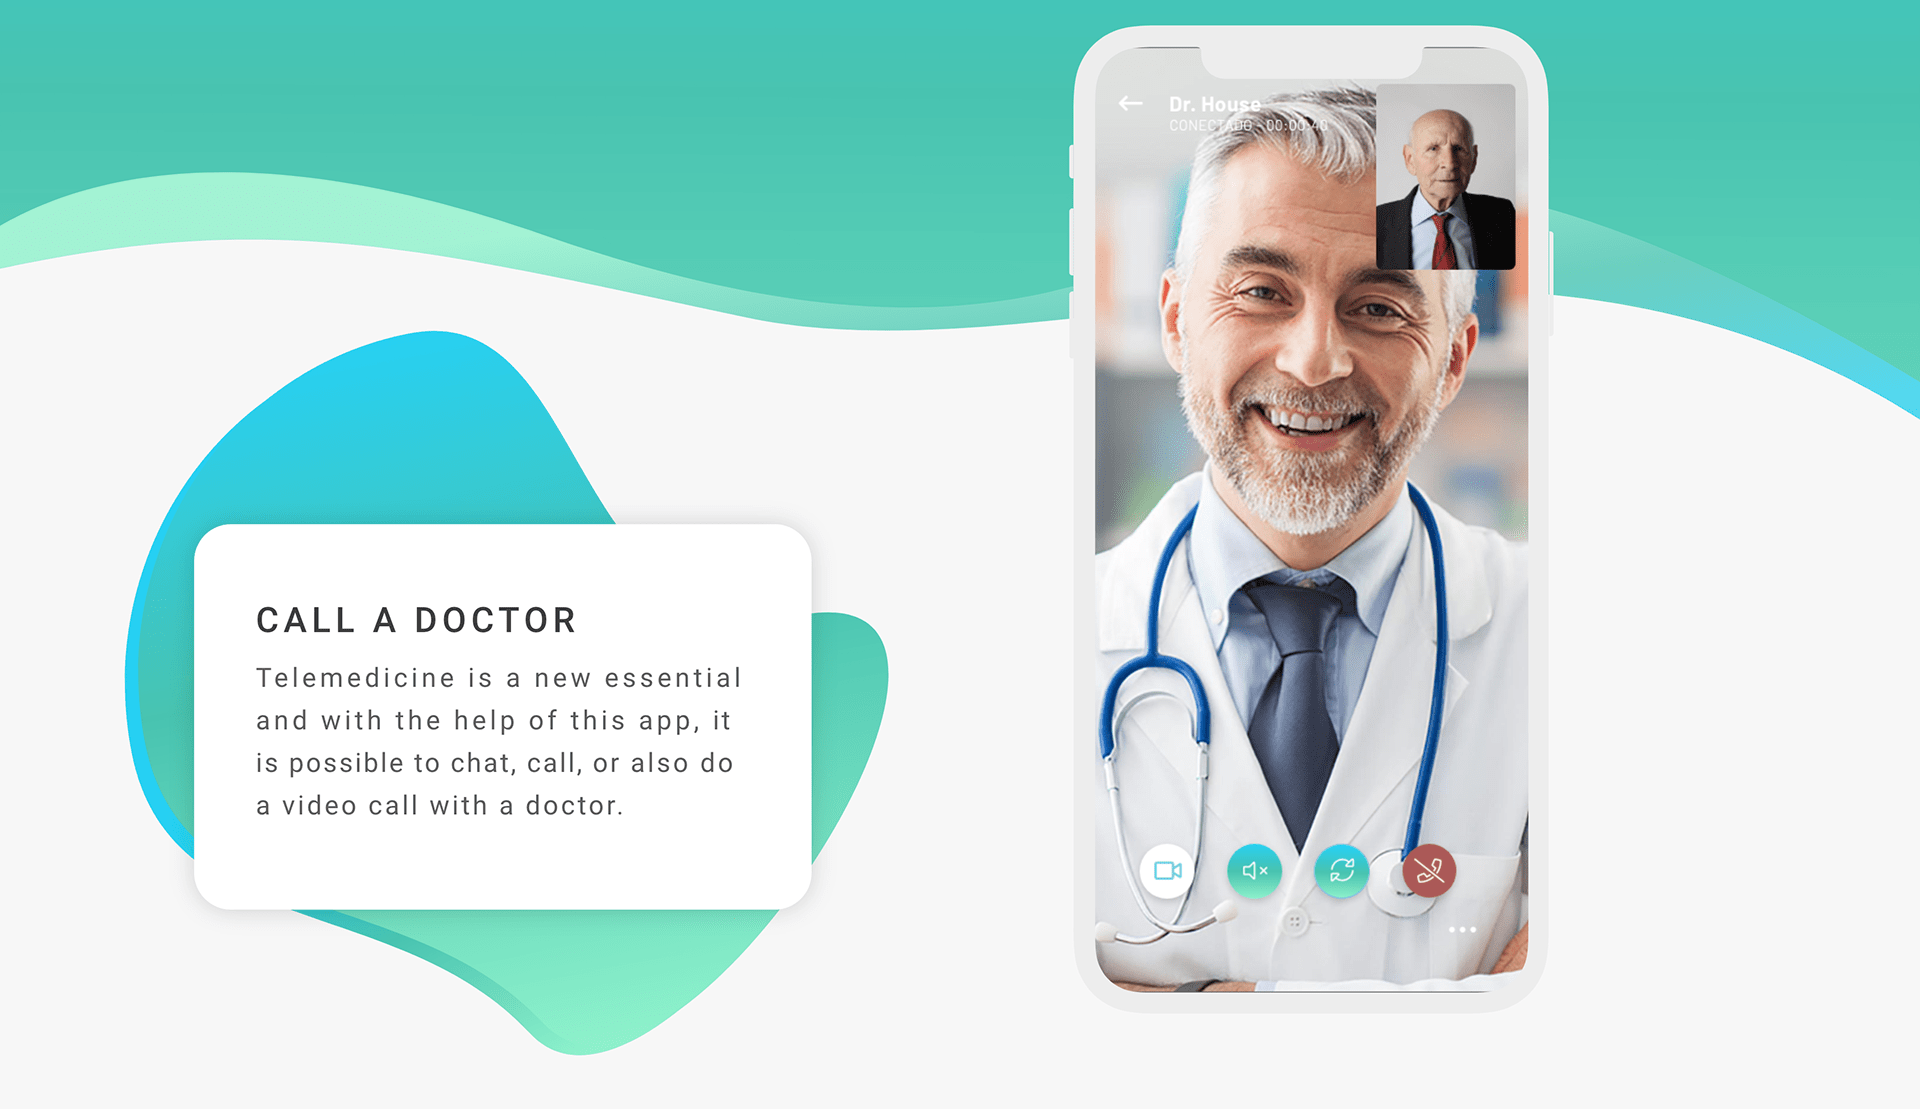 Dr. House
CONECTADO - 00:00:40
CALL A DOCTOR
Telemedicine is a new essential
and with the help of this app, it
is possible to chat, call, or also do
a video call with a doctor.